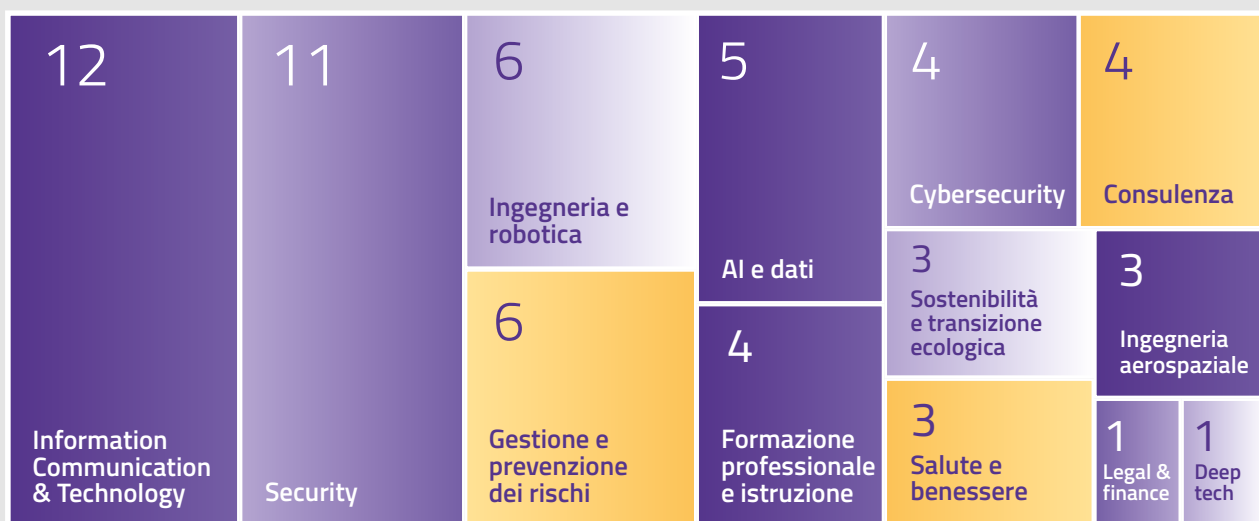 12
Information
Communication
& Technology
11
Security
6
Ingegneria e
robotica
6
Gestione e
prevenzione
dei rischi
5
AI e dati
4
Formazione
professionale
e istruzione
4
Cybersecurity
4
Consulenza
3
Sostenibilità
e transizione
ecologica
3
Ingegneria
aerospaziale
3
Salute e
benessere
1
Legal &
finance
1
Deep
tech